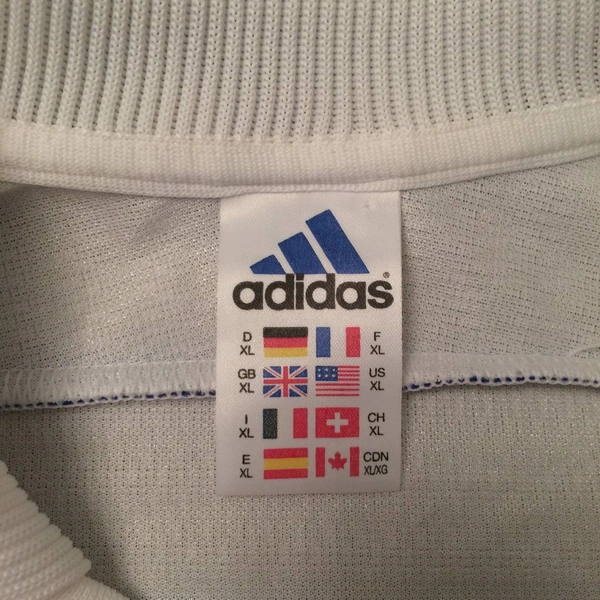 adidas®
D XL F XL
GB XL US XL
I XL CH XL
E XL CDN XL/XG